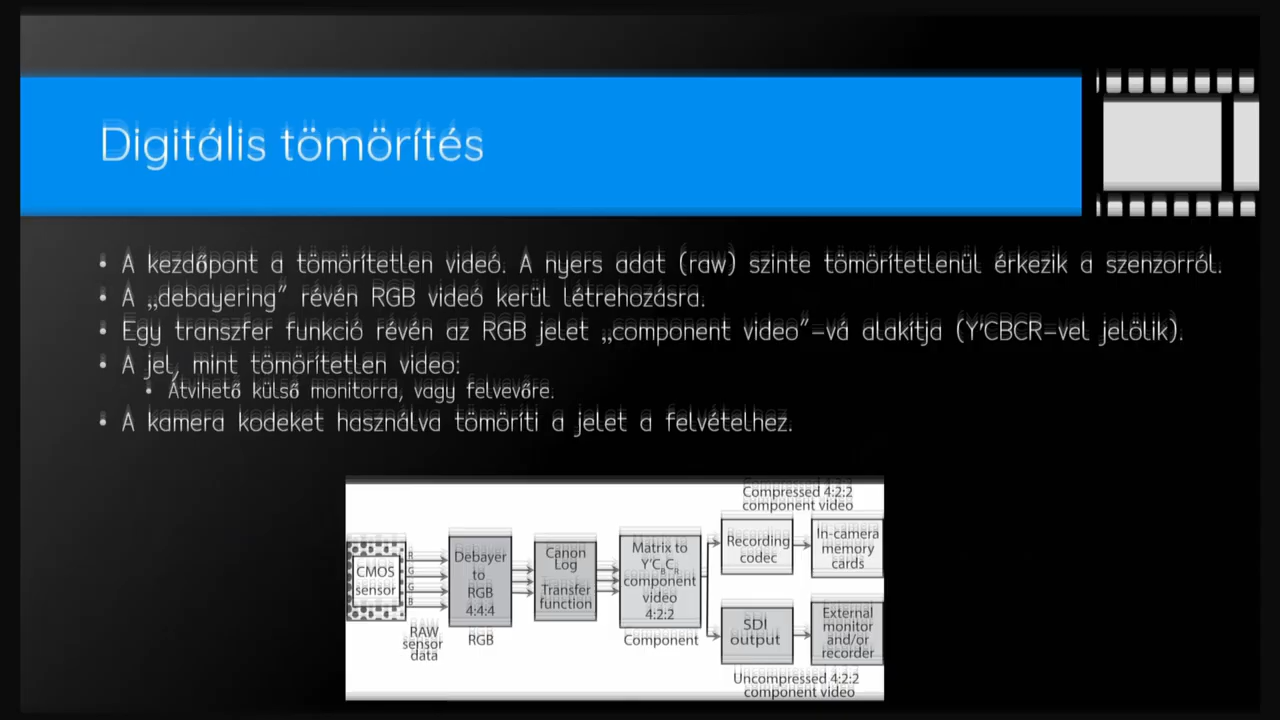 Digitális tömörítés
• A kezdőpont a tömörítetlen videó. A nyers adat (raw) szinte tömörítetlenül érkezik a szenzorról.
• A „debayering” révén RGB videó kerül létrehozásra.
• Egy transzfer funkció révén az RGB jelet „component video”-vá alakítja (Y'CBCR-vel jelölik).
• A jel, mint tömörítetlen video:
• Átvihető külső monitorra, vagy felvevőre.
• A kamera kodeket használva tömöríti a jelet a felvételhez.
CMOS
sensor
R
G
G
B
RAW
sensor
data
Debayer
to
RGB
4:4:4
RGB
Canon
Log
Transfer
function
Matrix to
Y'CBCR
component
video
4:2:2
Component
Compressed 4:2:2
component video
Recording
codec
In-camera
memory
cards
SDI
output
External
monitor
and/or
recorder
Uncompressed 4:2:2
component video